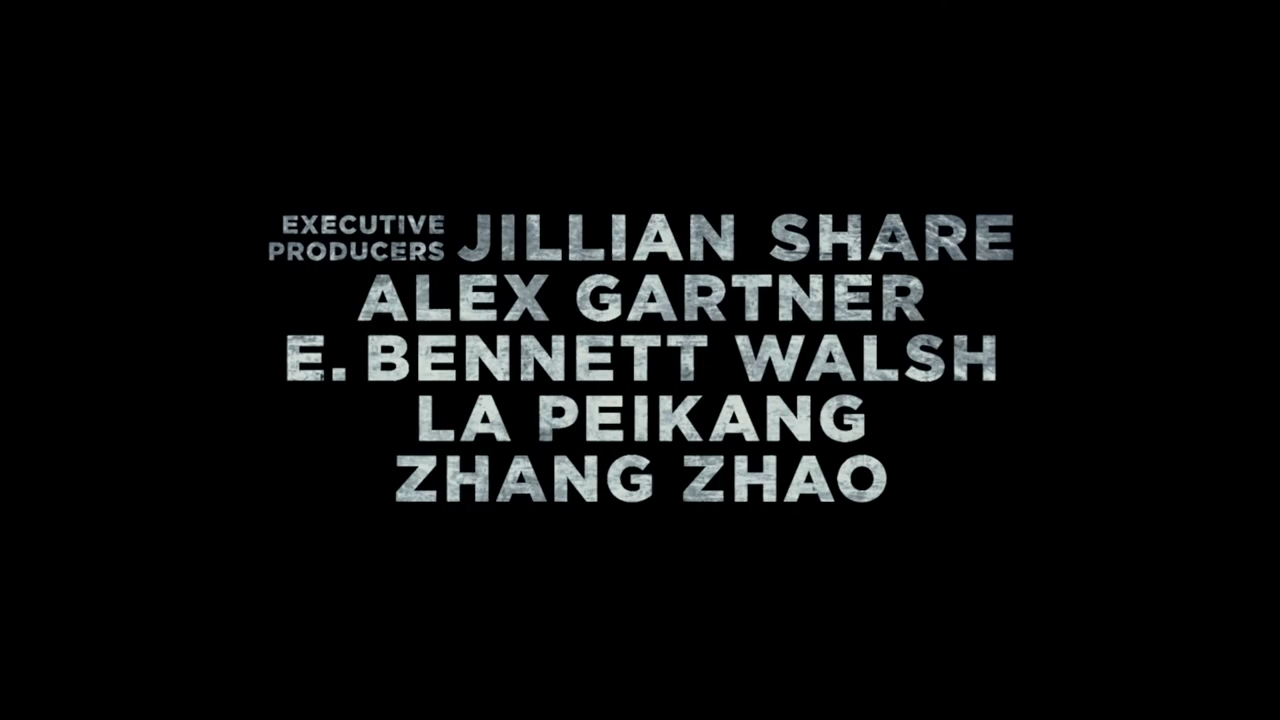 EXECUTIVE
PRODUCERS JILLIAN SHARE
ALEX GARTNER
E. BENNETT WALSH
LA PEIKANG
ZHANG ZHAO